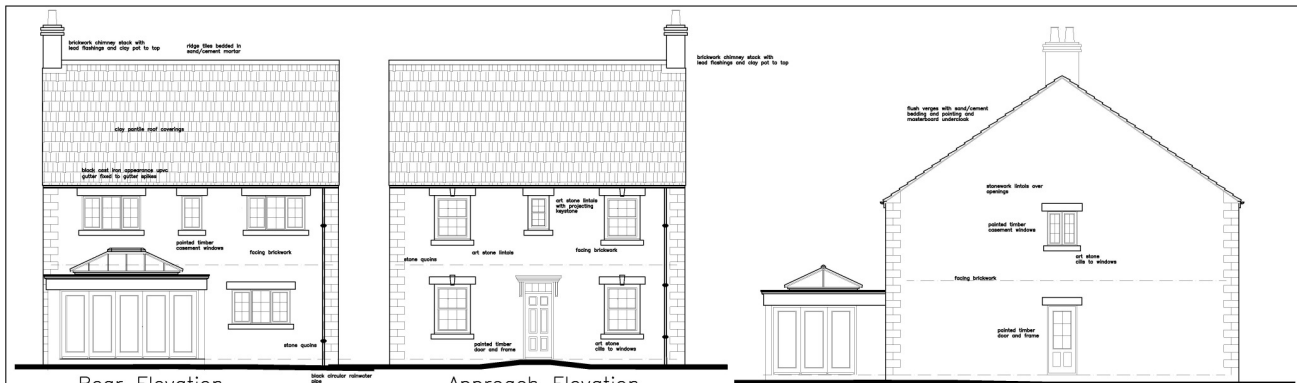 brickwork chimney stack with
lead flashings and clay pot to top
ridge tiles bedded in
sand/cement mortar
clay pantile roof coverings
black cast iron appearance upvc
gutter fixed to gutter spikes
painted timber
casement windows
facing brickwork
stone quoins
black circular rainwater
pipe
Rear Elevation
brickwork chimney stack with
lead flashings and clay pot to top
art stone lintols
with projecting
keystone
art stone lintols
facing brickwork
stone quoins
painted timber
door and frame
art stone
cills to windows
Approach Elevation
flush verges with sand/cement
bedding and pointing and
masterboard undercloak
stonework lintols over
openings
painted timber
casement windows
art stone
cills to windows
facing brickwork
painted timber
door and frame